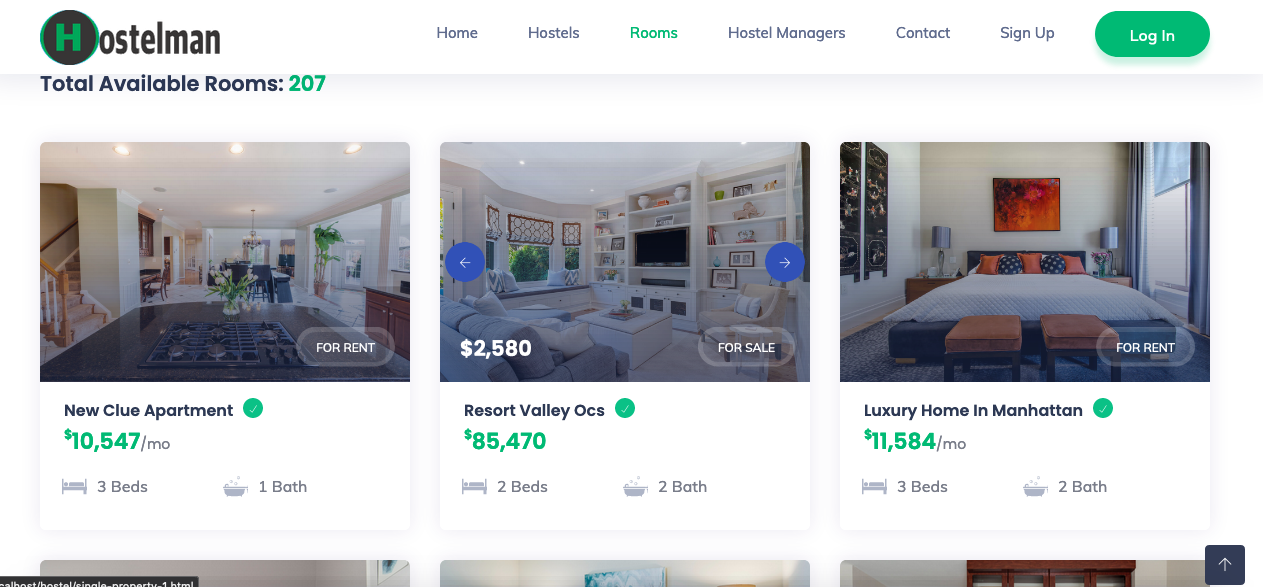 Hostelman
Home Hostels Rooms Hostel Managers Contact Sign Up Log In
Total Available Rooms: 207
FOR RENT
$2,580 FOR SALE
FOR RENT
New Clue Apartment
$10,547/mo
3 Beds 1 Bath
Resort Valley Ocs
$85,470
2 Beds 2 Bath
Luxury Home In Manhattan
$11,584/mo
3 Beds 2 Bath
calhost/hostel/single-property-1.html